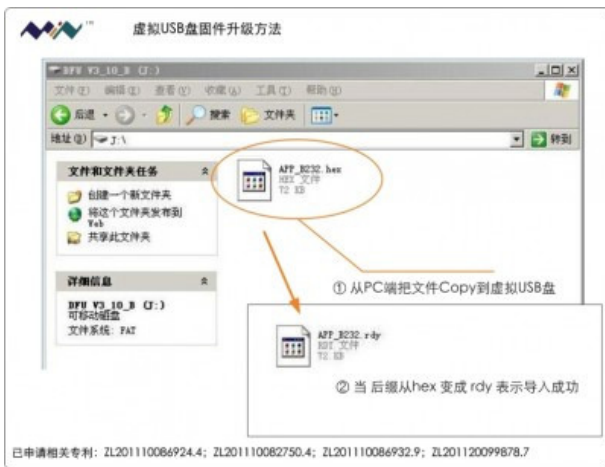 ™ 虚拟USB盘固件升级方法
DFU V3_10_B (J:)
文件(F) 编辑(E) 查看(V) 收藏(A) 工具(T) 帮助(H)
后退 搜索 文件夹
地址(D) J:\ 转到
文件和文件夹任务
创建一个新文件夹
将这个文件夹发布到
Web
共享此文件夹
APP_B232.hex
HEX 文件
72 KB
① 从PC端把文件Copy到虚拟USB盘
详细信息
DFU V3_10_B (J:)
可移动磁盘
文件系统: FAT
APP_B232.rdy
RDY 文件
72 KB
② 当 后缀从hex 变成 rdy 表示导入成功
已申请相关专利: ZL201110086924.4; ZL201110082750.4; ZL201110086932.9; ZL201120099878.7